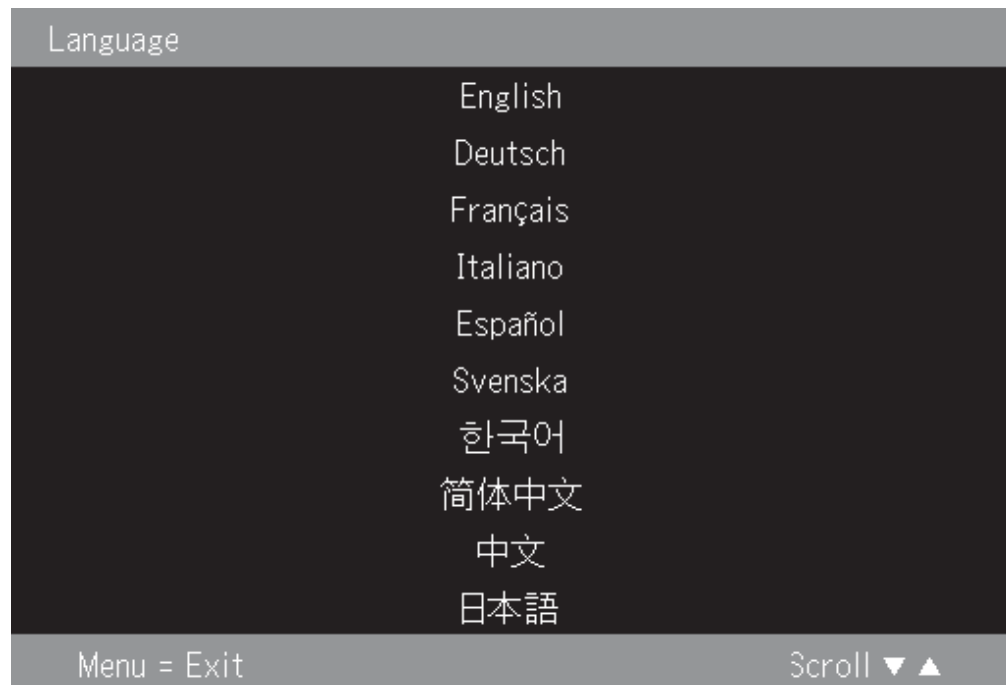 Language
English
Deutsch
Français
Italiano
Español
Svenska
한국어
简体中文
中文
日本語
Menu = Exit Scroll ▼ ▲